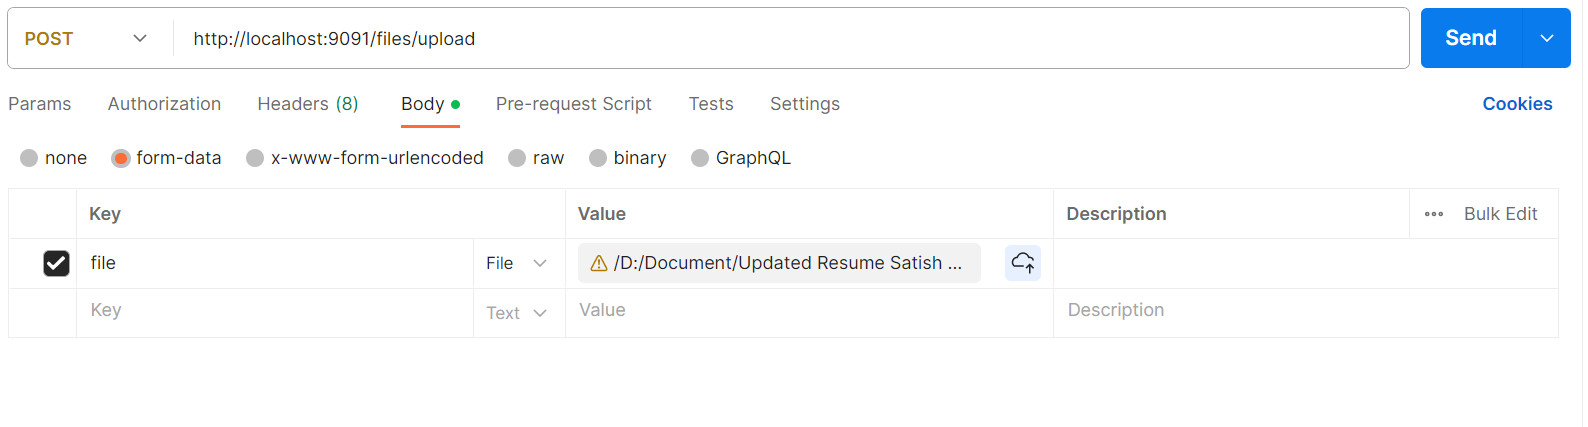 POST http://localhost:9091/files/upload Send
Params Authorization Headers (8) Body Pre-request Script Tests Settings Cookies
none form-data x-www-form-urlencoded raw binary GraphQL
Key Value Description Bulk Edit
file File /D:/Document/Updated Resume Satish ...
Key Text Value Description